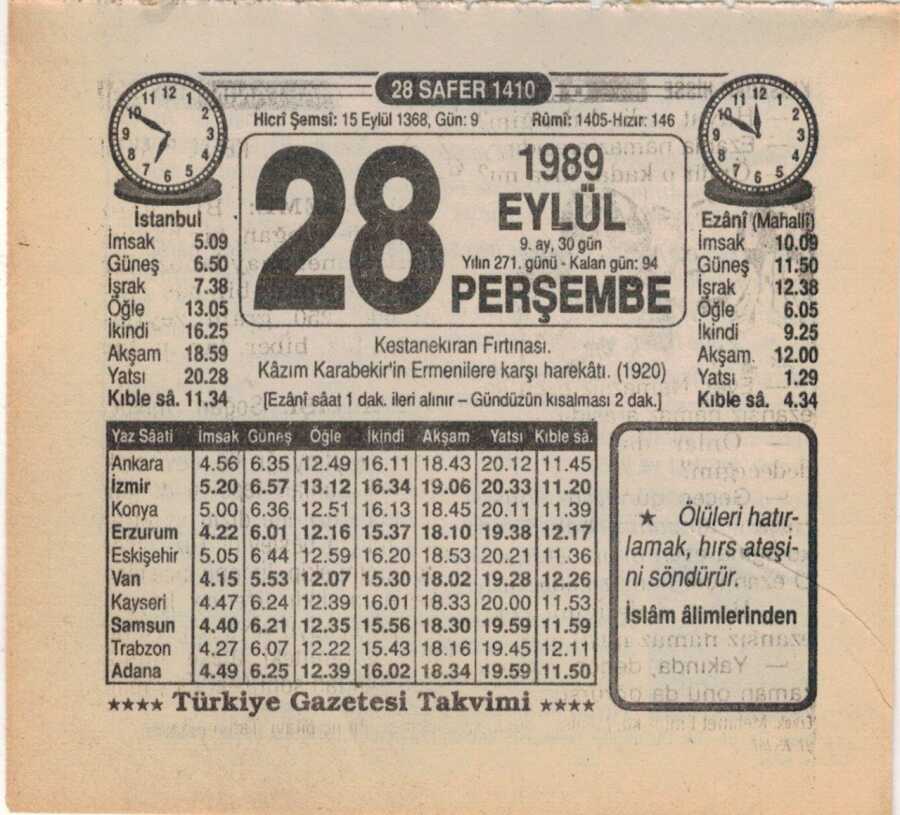 28 SAFER 1410
Hicrî Şemsî: 15 Eylül 1368, Gün: 9 Rûmî: 1405-Hızır: 146
28
1989
EYLÜL
9. ay, 30 gün
Yılın 271. günü - Kalan gün: 94
PERŞEMBE
İstanbul
İmsak 5.09
Güneş 6.50
İşrak 7.38
Öğle 13.05
İkindi 16.25
Akşam 18.59
Yatsı 20.28
Kıble sâ. 11.34
Ezânî (Mahallî)
İmsak 10.09
Güneş 11.50
İşrak 12.38
Öğle 6.05
İkindi 9.25
Akşam. 12.00
Yatsı 1.29
Kıble sâ. 4.34
Kestanekıran Fırtınası.
Kâzım Karabekir'in Ermenilere karşı harekâtı. (1920)
[Ezânî sâat 1 dak. ileri alınır – Gündüzün kısalması 2 dak.]
Yaz Sâati İmsak Güneş Öğle İkindi Akşam Yatsı Kıble sâ.
Ankara 4.56 6.35 12.49 16.11 18.43 20.12 11.45
İzmir 5.20 6.57 13.12 16.34 19.06 20.33 11.20
Konya 5.00 6.36 12.51 16.13 18.45 20.11 11.39
Erzurum 4.22 6.01 12.16 15.37 18.10 19.38 12.17
Eskişehir 5.05 6 44 12.59 16.20 18.53 20.21 11.36
Van 4.15 5.53 12.07 15.30 18.02 19.28 12.26
Kayseri 4.47 6.24 12.39 16.01 18.33 20.00 11.53
Samsun 4.40 6.21 12.35 15.56 18.30 19.59 11.59
Trabzon 4.27 6.07 12.22 15.43 18.16 19.45 12.11
Adana 4.49 6.25 12.39 16.02 18.34 19.59 11.50
★ Ölüleri hatır-
lamak, hırs ateşi-
ni söndürür.
İslâm âlimlerinden
★★★★ Türkiye Gazetesi Takvimi ★★★★